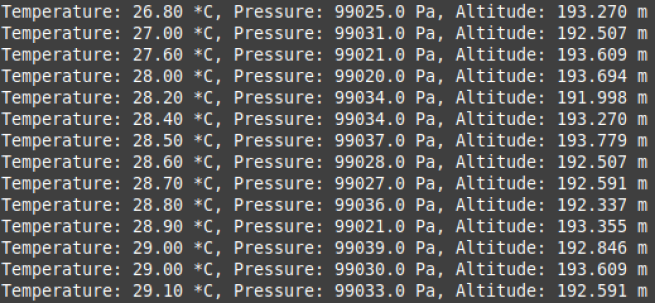 Temperature: 26.80 *C, Pressure: 99025.0 Pa, Altitude: 193.270 m
Temperature: 27.00 *C, Pressure: 99031.0 Pa, Altitude: 192.507 m
Temperature: 27.60 *C, Pressure: 99021.0 Pa, Altitude: 193.609 m
Temperature: 28.00 *C, Pressure: 99020.0 Pa, Altitude: 193.694 m
Temperature: 28.20 *C, Pressure: 99034.0 Pa, Altitude: 191.998 m
Temperature: 28.40 *C, Pressure: 99034.0 Pa, Altitude: 193.270 m
Temperature: 28.50 *C, Pressure: 99037.0 Pa, Altitude: 193.779 m
Temperature: 28.60 *C, Pressure: 99028.0 Pa, Altitude: 192.507 m
Temperature: 28.70 *C, Pressure: 99027.0 Pa, Altitude: 192.591 m
Temperature: 28.80 *C, Pressure: 99036.0 Pa, Altitude: 192.337 m
Temperature: 28.90 *C, Pressure: 99021.0 Pa, Altitude: 193.355 m
Temperature: 29.00 *C, Pressure: 99039.0 Pa, Altitude: 192.846 m
Temperature: 29.00 *C, Pressure: 99030.0 Pa, Altitude: 193.609 m
Temperature: 29.10 *C, Pressure: 99033.0 Pa, Altitude: 192.591 m